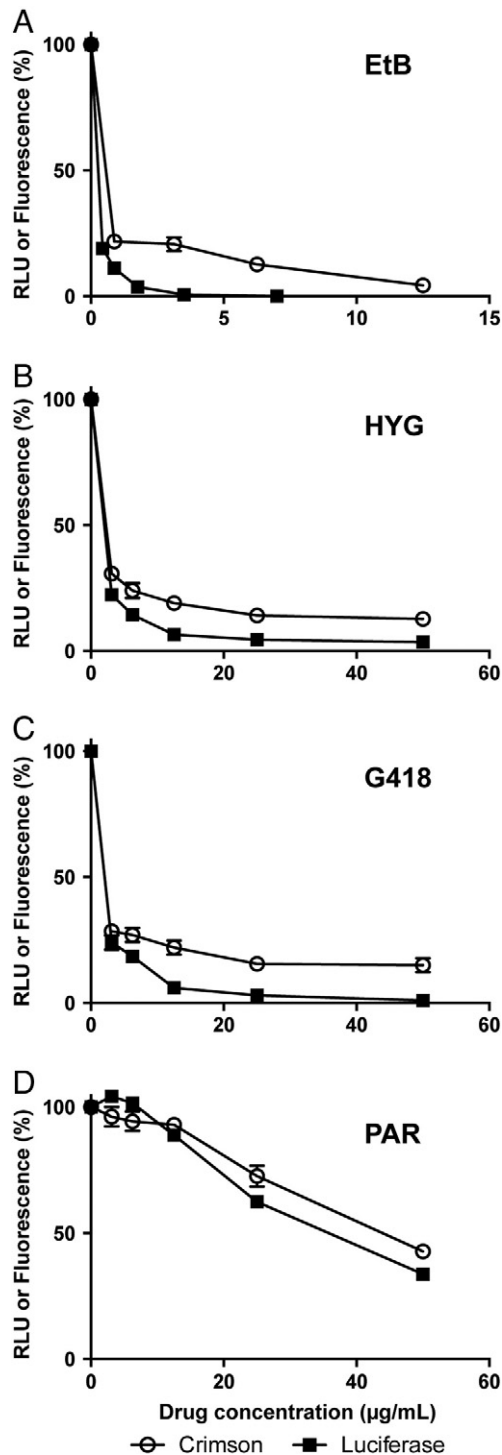 A
EtB
RLU or Fluorescence (%)
100
50
0
0 5 10 15
B
HYG
RLU or Fluorescence (%)
100
50
0
0 20 40 60
C
G418
RLU or Fluorescence (%)
100
50
0
0 20 40 60
D
PAR
RLU or Fluorescence (%)
100
50
0
0 20 40 60
Drug concentration (µg/mL)
Crimson Luciferase